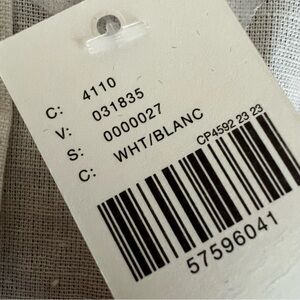 C: 4110
V: 031835
S: 0000027
C: WHT/BLANC
CP4592 23 23
57596041